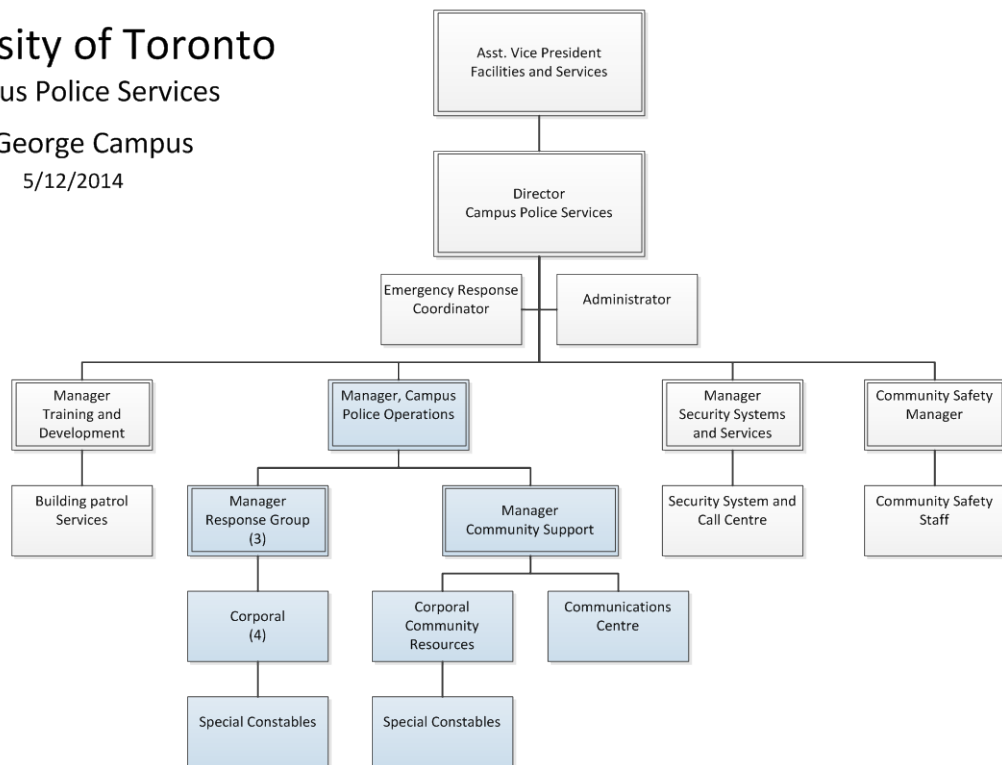 sity of Toronto
us Police Services
George Campus
5/12/2014
Asst. Vice President
Facilities and Services
Director
Campus Police Services
Emergency Response
Coordinator
Administrator
Manager
Training and
Development
Manager, Campus
Police Operations
Manager
Security Systems
and Services
Community Safety
Manager
Building patrol
Services
Manager
Response Group
(3)
Manager
Community Support
Security System and
Call Centre
Community Safety
Staff
Corporal
(4)
Corporal
Community
Resources
Communications
Centre
Special Constables
Special Constables